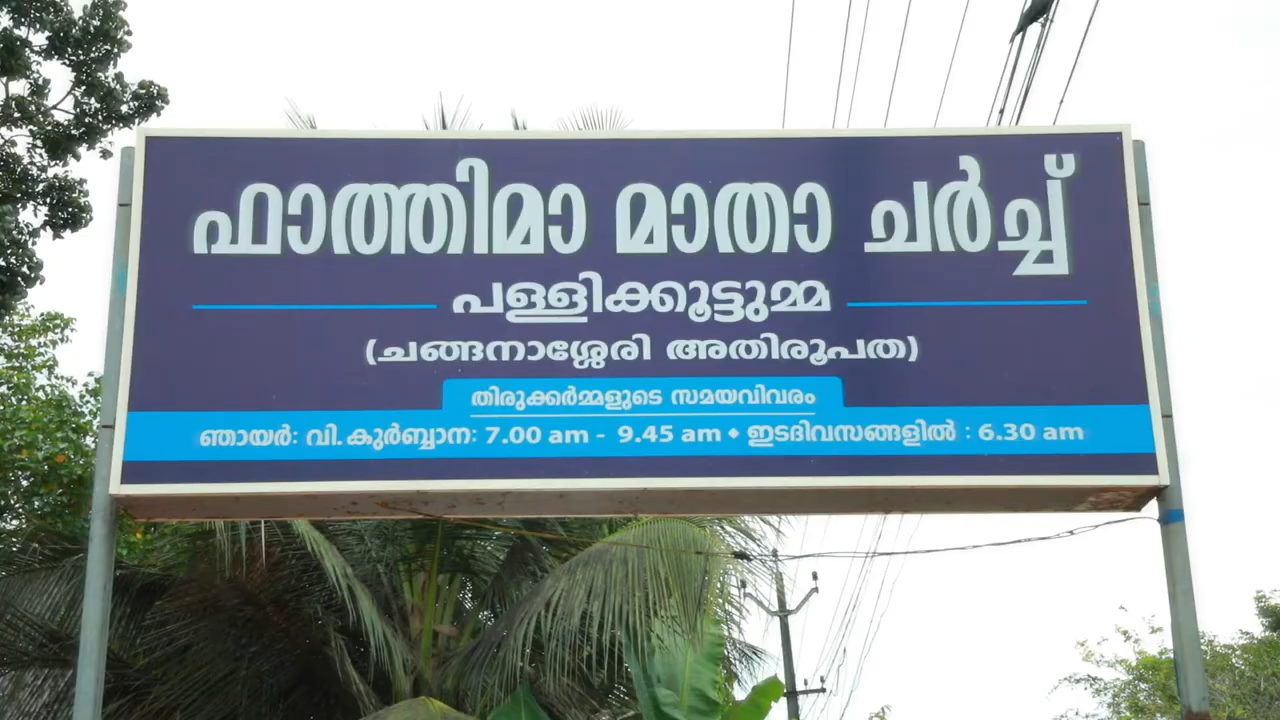 ഫാത്തിമാ മാതാ ചർച്ച്
പള്ളിക്കൂട്ടുമ്മ
(ചങ്ങനാശ്ശേരി അതിരൂപത)
തിരുക്കർമ്മളുടെ സമയവിവരം
ഞായർ: വി. കുർബ്ബാന: 7.00 am - 9.45 am ◆ ഇടദിവസങ്ങളിൽ : 6.30 am